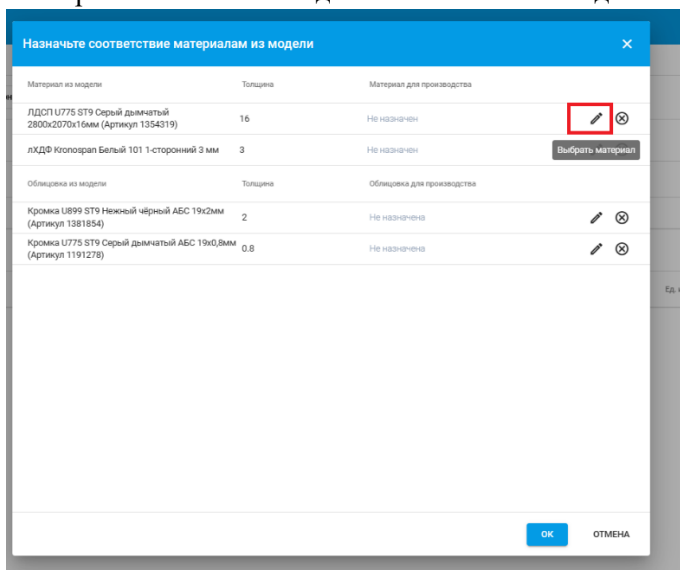 Назначьте соответствие материалам из модели
Материал из модели Толщина Материал для производства
ЛДСП U775 ST9 Серый дымчатый
2800x2070x16мм (Артикул 1354319) 16 Не назначен
лХДФ Kronospan Белый 101 1-сторонний 3 мм 3 Не назначен Выбрать материал
Облицовка из модели Толщина Облицовка для производства
Кромка U899 ST9 Нежный чёрный АБС 19x2мм
(Артикул 1381854) 2 Не назначена
Кромка U775 ST9 Серый дымчатый АБС 19x0,8мм
(Артикул 1191278) 0.8 Не назначена
Ед.
ОК ОТМЕНА